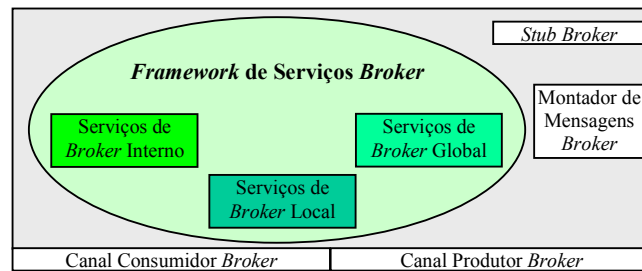 Stub Broker
Framework de Serviços Broker
Montador de
Mensagens
Broker
Serviços de
Broker Interno
Serviços de
Broker Global
Serviços de
Broker Local
Canal Consumidor Broker
Canal Produtor Broker